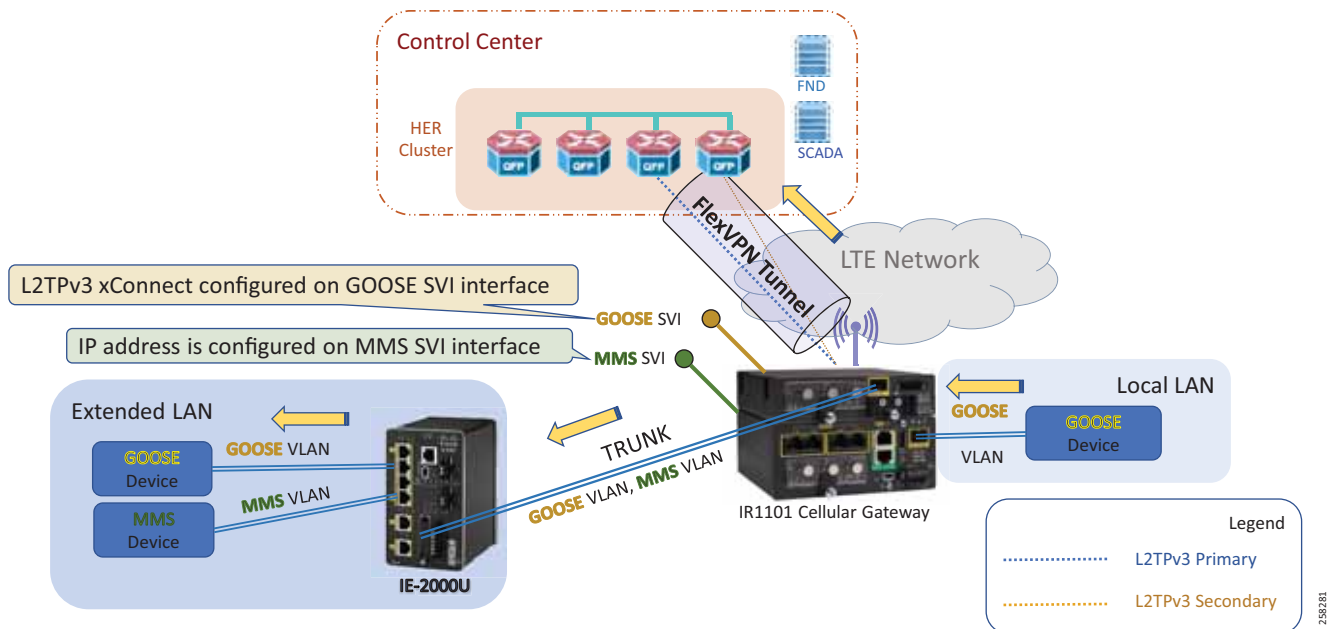 Control Center
FND
HER
Cluster
QFP
QFP
QFP
QFP
SCADA
FlexVPN Tunnel
LTE Network
L2TPv3 xConnect configured on GOOSE SVI interface
GOOSE SVI
IP address is configured on MMS SVI interface
MMS SVI
Extended LAN
Local LAN
GOOSE
GOOSE
Device
VLAN
TRUNK
GOOSE VLAN, MMS VLAN
GOOSE VLAN
GOOSE
Device
MMS VLAN
MMS
Device
IE-2000U
IR1101 Cellular Gateway
Legend
L2TPv3 Primary
L2TPv3 Secondary
258281